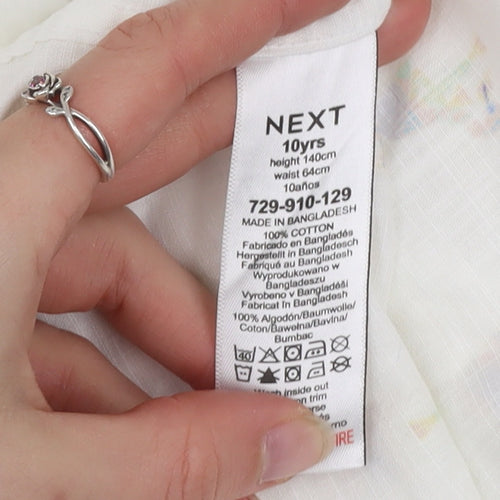 NEXT
10yrs
height 140cm
waist 64cm
10años
729-910-129
MADE IN BANGLADESH
100% COTTON
Fabricado en Bangladés
Hergestellt in Bangladesch
Fabriqué au Bangladesh
Wyprodukowano w
Bangladeszu
Vyrobeno v Bangladéši
Fabricat în Bangladesh
100% Algodón/Baumwolle/
Coton/Bawełna/Bavlna/
Bumbac
40
Wash inside out
trim